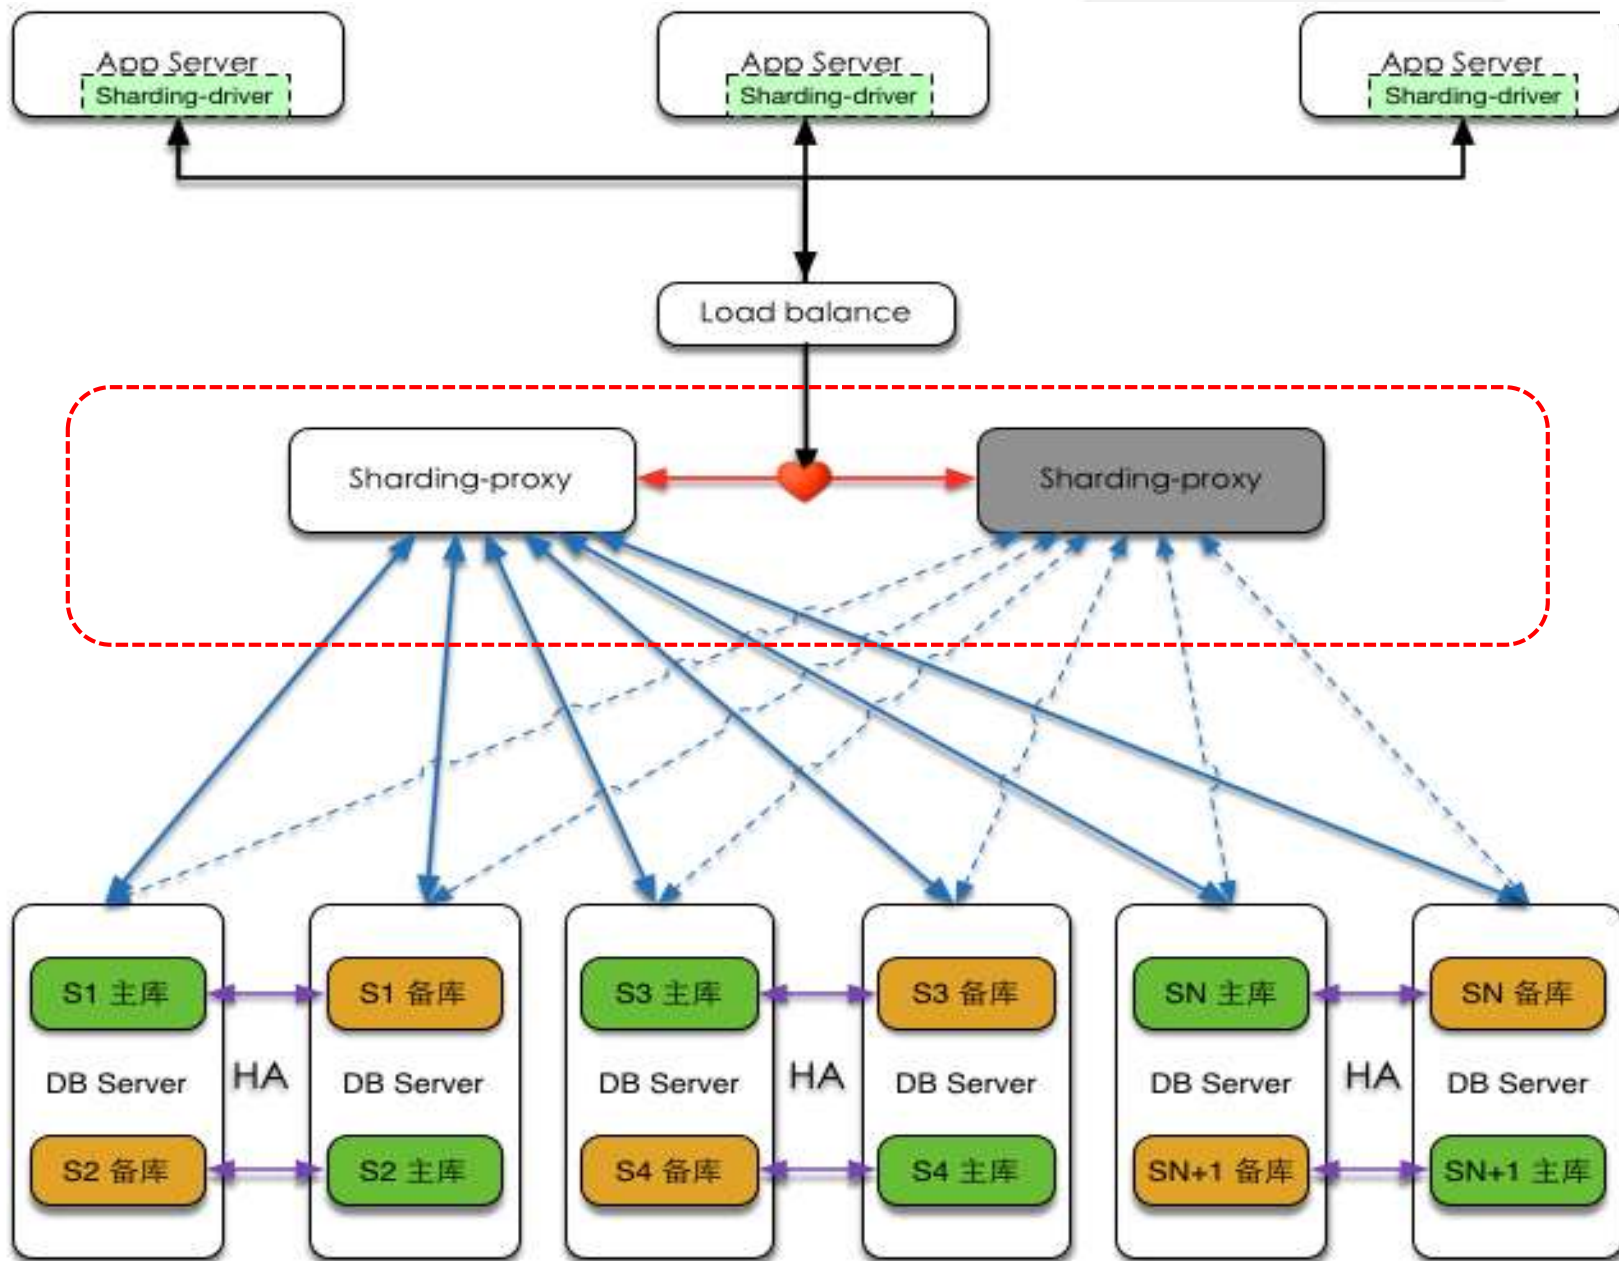 App Server
Sharding-driver
App Server
Sharding-driver
App Server
Sharding-driver
Load balance
Sharding-proxy
Sharding-proxy
S1 主库
S1 备库
S3 主库
S3 备库
SN 主库
SN 备库
DB Server
HA
DB Server
DB Server
HA
DB Server
DB Server
HA
DB Server
S2 备库
S2 主库
S4 备库
S4 主库
SN+1 备库
SN+1 主库